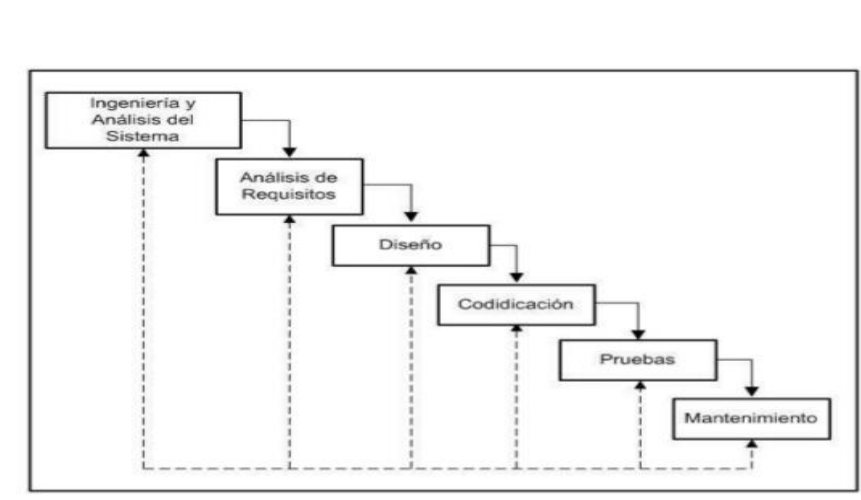 Ingeniería y
Análisis del
Sistema
Análisis de
Requisitos
Diseño
Codidicación
Pruebas
Mantenimiento